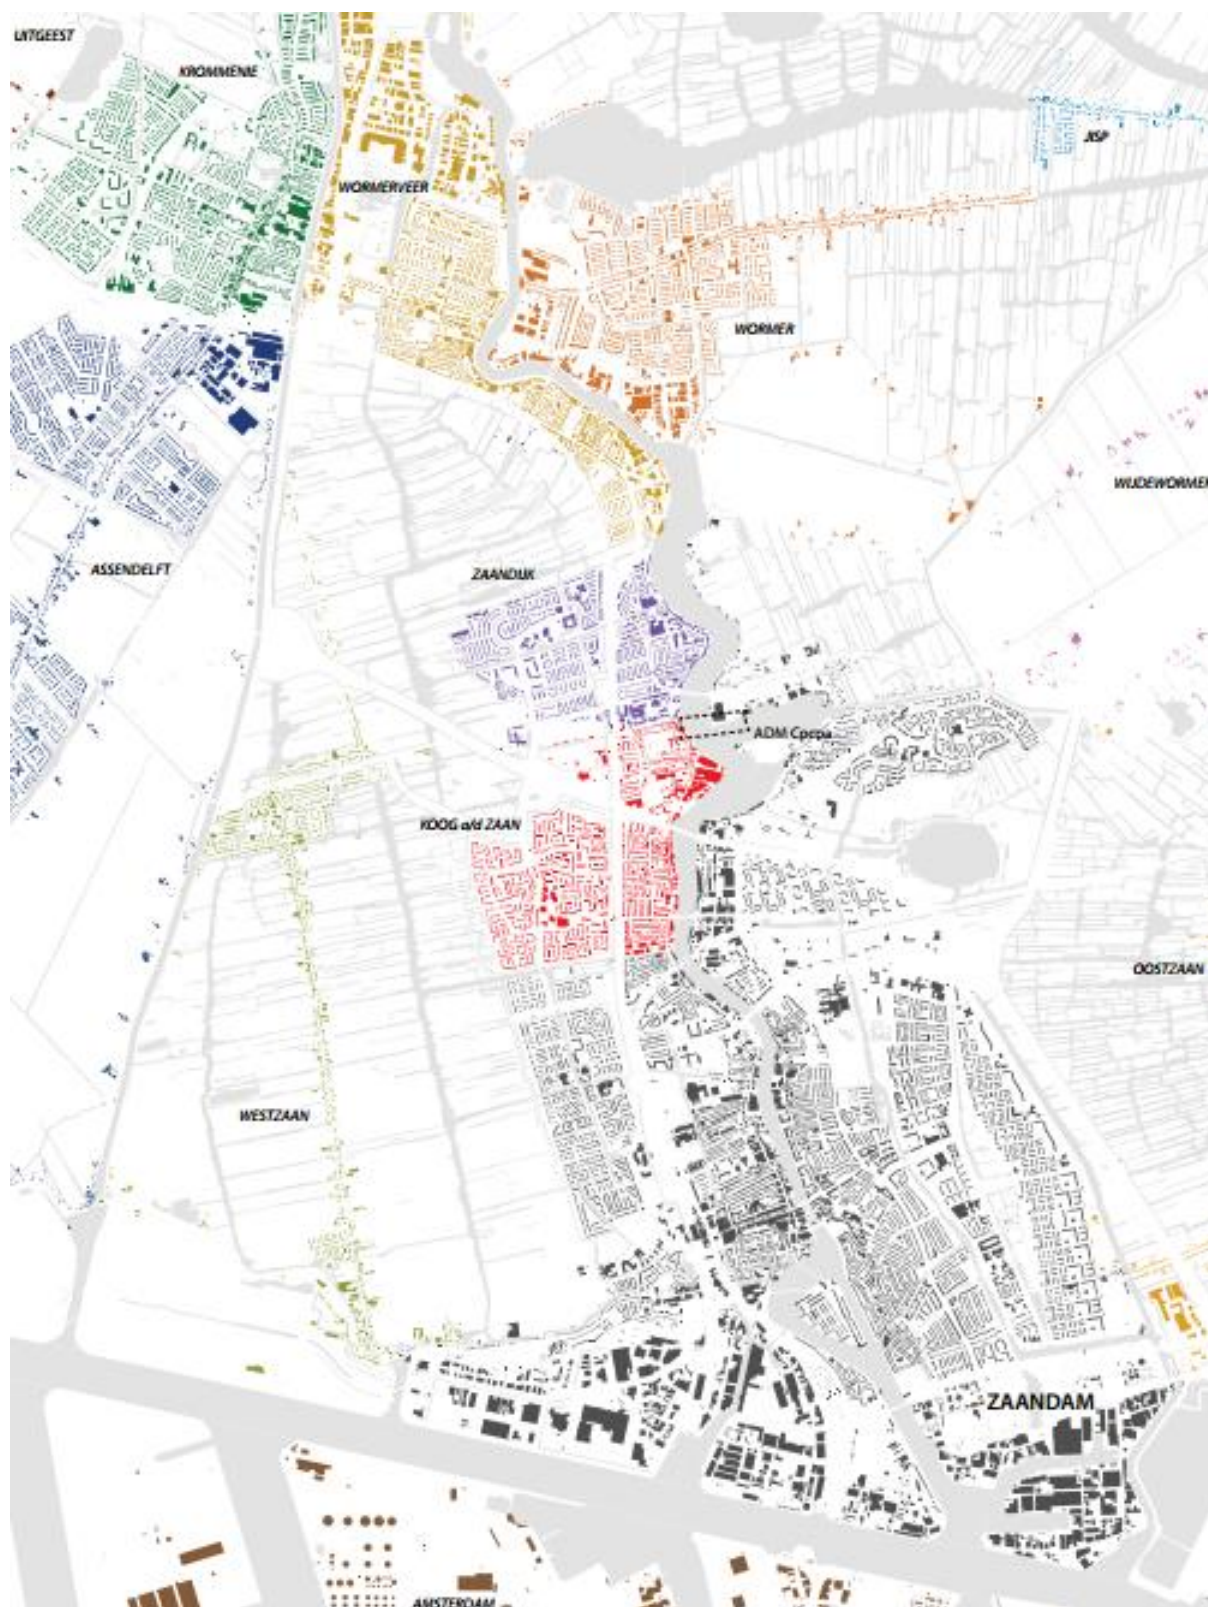 UITGEEST
KROMMENIE
JISP
WORMERVEER
WORMER
WIJDEWORMER
ASSENDELFT
ZAANDIJK
ADM Cpcpa
KOOG a/d ZAAN
OOSTZAAN
WESTZAAN
ZAANDAM
AMSTERDAM